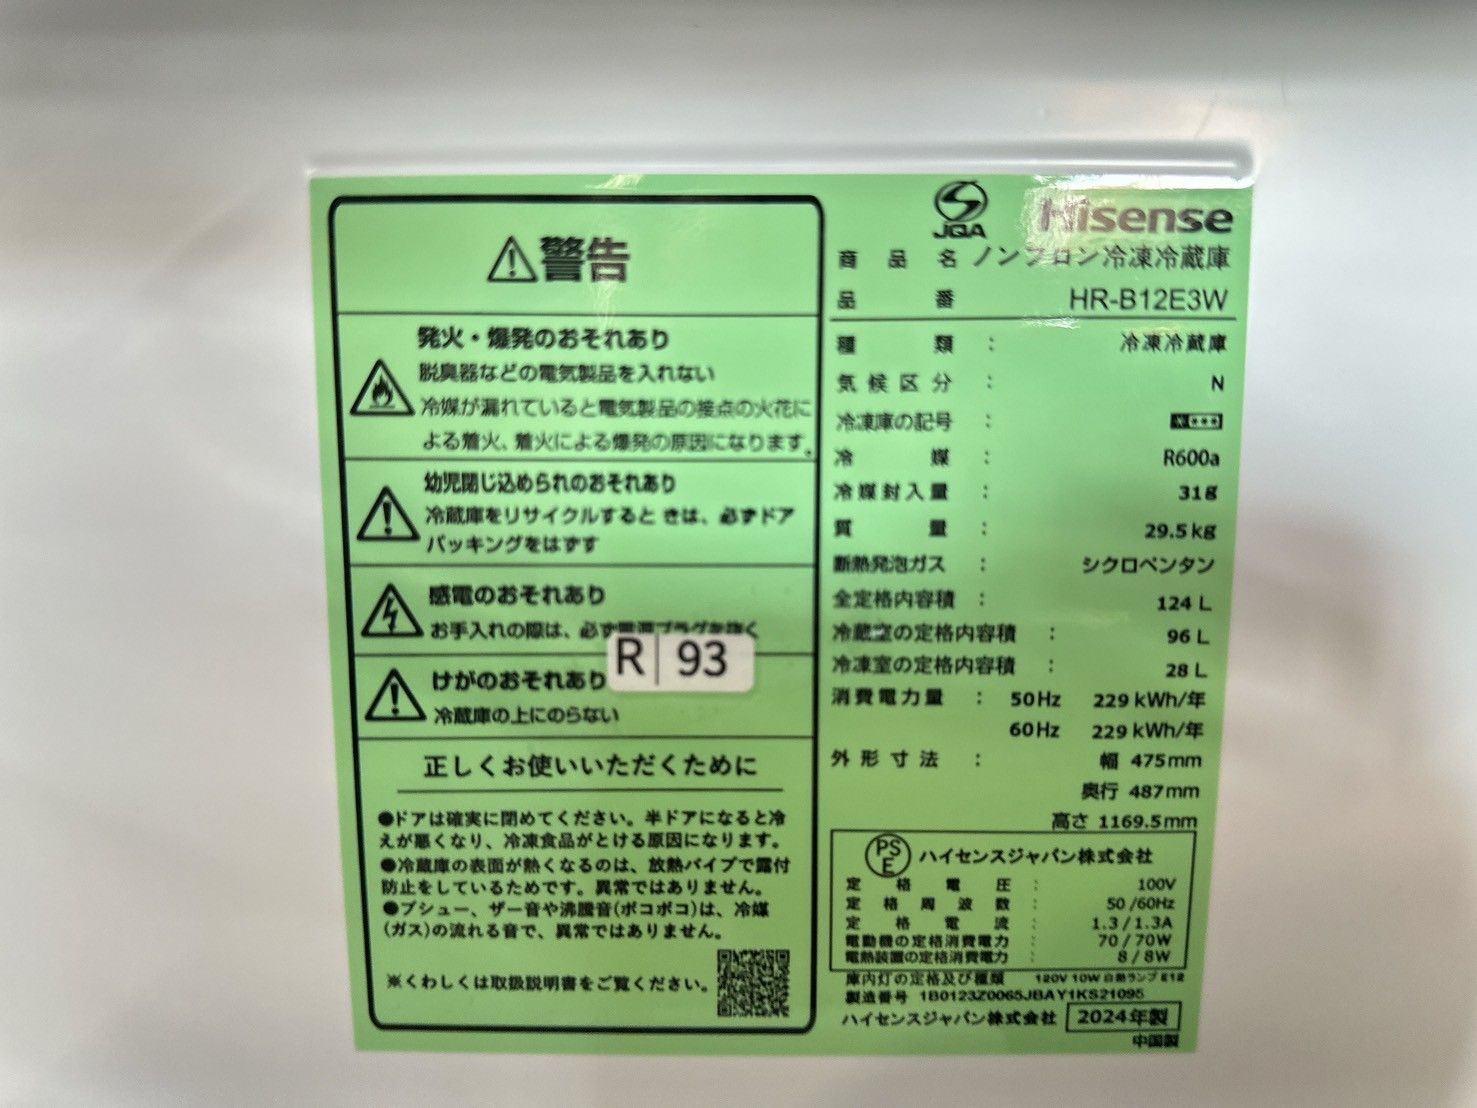 警告
発火・爆発のおそれあり
脱臭器などの電気製品を入れない
冷媒が漏れていると電気製品の接点の火花に
よる着火、着火による爆発の原因になります。
幼児閉じ込められのおそれあり
冷蔵庫をリサイクルするとき は、必ずドア
パッキングをはずす
感電のおそれあり
お手入れの際は、必ず電源プラグを抜く
R 93
けがのおそれあり
冷蔵庫の上にのらない
正しくお使いいただくために
●ドアは確実に閉めてください。半ドアになると冷
えが悪くなり、冷凍食品がとける原因になります。
●冷蔵庫の表面が熱くなるのは、放熱パイプで露付
防止をしているためです。異常ではありません。
●プシュー、ザー音や沸騰音(ポコポコ)は、冷媒
(ガス)の流れる音で、異常ではありません。
※くわしくは取扱説明書をご覧ください。
JQA Hisense
商品名 ノンフロン冷凍冷蔵庫
品番 HR-B12E3W
種類 : 冷凍冷蔵庫
気候区分 : N
冷凍庫の記号 : ****
冷媒 : R600a
冷媒封入量 : 31g
質量 : 29.5kg
断熱発泡ガス : シクロペンタン
全定格内容積 : 124 L
冷蔵室の定格内容積 : 96 L
冷凍室の定格内容積 : 28 L
消費電力量 : 50Hz 229 kWh/年
60Hz 229 kWh/年
外形寸法 : 幅 475mm
奥行 487mm
高さ 1169.5mm
PSE ハイセンスジャパン株式会社
定格電圧 : 100V
定格周波数 : 50/60Hz
定格電流 : 1.3/1.3A
電動機の定格消費電力 : 70/70W
電熱装置の定格消費電力 : 8/8W
庫内灯の定格及び種類 120V 10W 白熱ランプ E12
製造番号 1B0123Z0065JBAY1KS21095
ハイセンスジャパン株式会社 2024年製
中国製